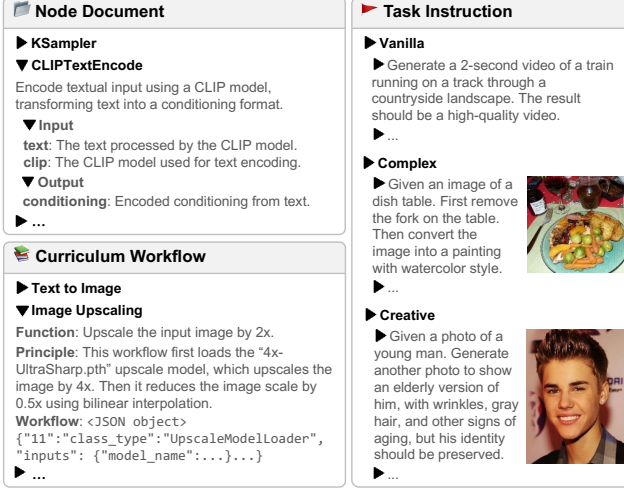 Node Document
▶ KSampler
▼ CLIPTextEncode
Encode textual input using a CLIP model,
transforming text into a conditioning format.
▼ Input
text: The text processed by the CLIP model.
clip: The CLIP model used for text encoding.
▼ Output
conditioning: Encoded conditioning from text.
▶ ...
Curriculum Workflow
▶ Text to Image
▼ Image Upscaling
Function: Upscale the input image by 2x.
Principle: This workflow first loads the “4x-
UltraSharp.pth” upscale model, which upscales the
image by 4x. Then it reduces the image scale by
0.5x using bilinear interpolation.
Workflow: <JSON object>
{"11":"class_type":"UpscaleModelLoader",
"inputs": {"model_name":...}...}
▶ ...
Task Instruction
▶ Vanilla
▶ Generate a 2-second video of a train
running on a track through a
countryside landscape. The result
should be a high-quality video.
▶ ...
▶ Complex
▶ Given an image of a
dish table. First remove
the fork on the table.
Then convert the
image into a painting
with watercolor style.
▶ ...
▶ Creative
▶ Given a photo of a
young man. Generate
another photo to show
an elderly version of
him, with wrinkles, gray
hair, and other signs of
aging, but his identity
should be preserved.
▶ ...